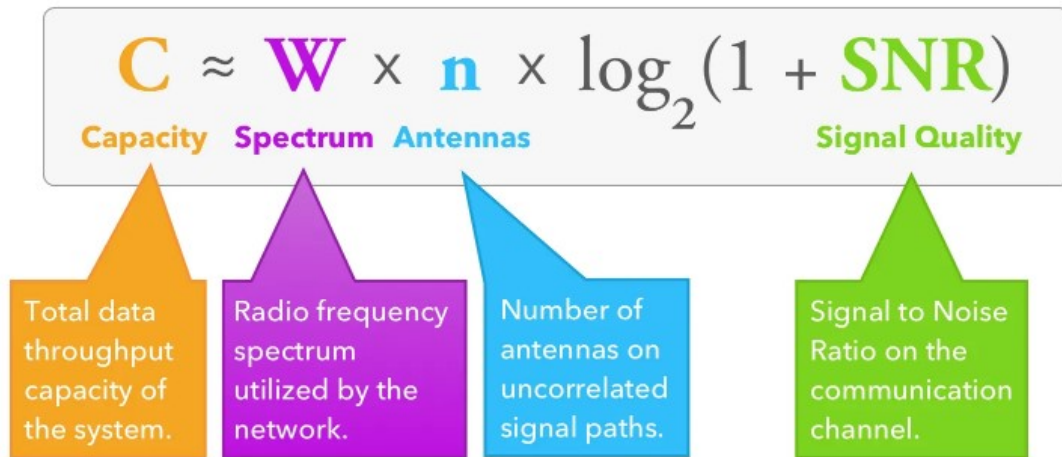 C ≈ W x n x log₂(1 + SNR)
Capacity Spectrum Antennas Signal Quality
Total data
throughput
capacity of
the system.
Radio frequency
spectrum
utilized by the
network.
Number of
antennas on
uncorrelated
signal paths.
Signal to Noise
Ratio on the
communication
channel.